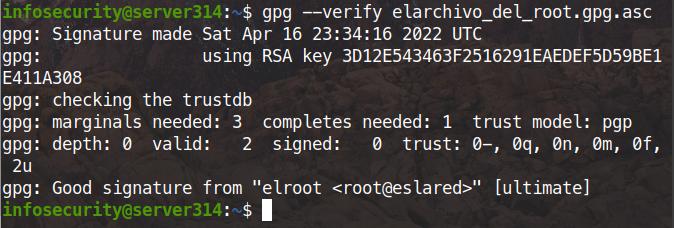 infosecurity@server314:~$ gpg --verify elarchivo_del_root.gpg.asc
gpg: Signature made Sat Apr 16 23:34:16 2022 UTC
gpg:                using RSA key 3D12E543463F2516291EAEDEF5D59BE1
E411A308
gpg: checking the trustdb
gpg: marginals needed: 3  completes needed: 1  trust model: pgp
gpg: depth: 0  valid:   2  signed:   0  trust: 0-, 0q, 0n, 0m, 0f,
 2u
gpg: Good signature from "elroot <root@eslared>" [ultimate]
infosecurity@server314:~$